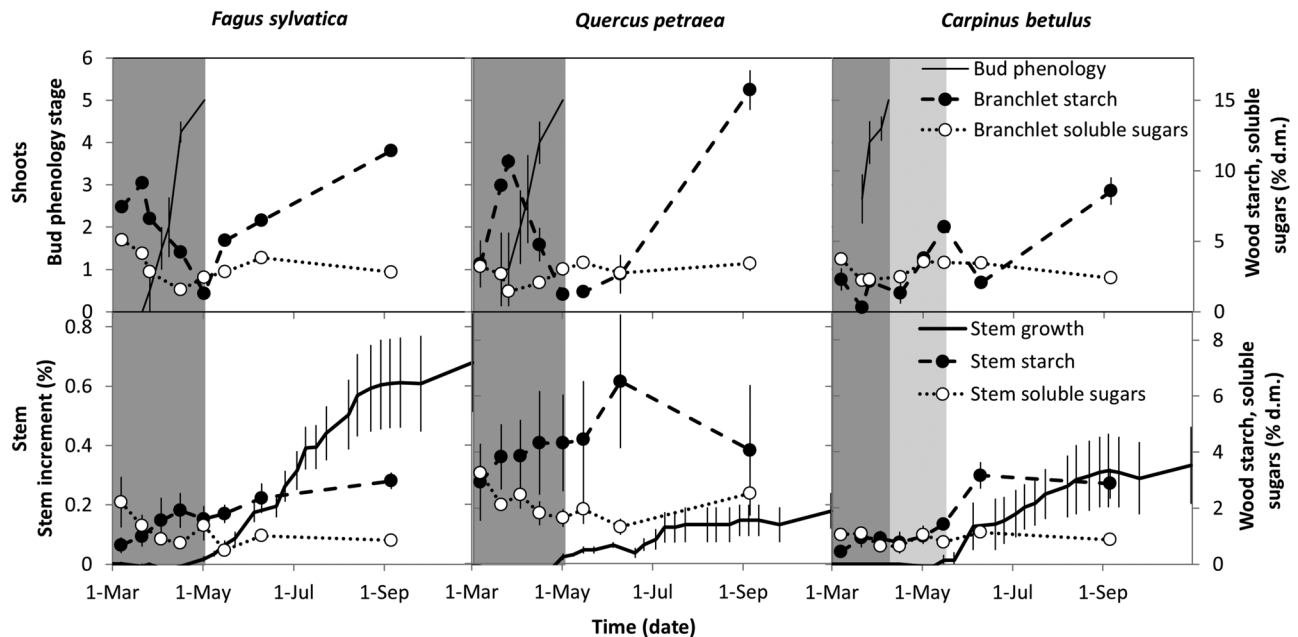 Fagus sylvatica
Quercus petraea
Carpinus betulus
Shoots
Bud phenology stage
6
5
4
3
2
1
0
Bud phenology
Branchlet starch
Branchlet soluble sugars
15
10
5
0
Wood starch, soluble
sugars (% d.m.)
Stem
Stem increment (%)
0.8
0.6
0.4
0.2
0
Stem growth
Stem starch
Stem soluble sugars
8
6
4
2
0
Wood starch, soluble
sugars (% d.m.)
1-Mar
1-May
1-Jul
1-Sep
1-Mar
1-May
1-Jul
1-Sep
1-Mar
1-May
1-Jul
1-Sep
Time (date)